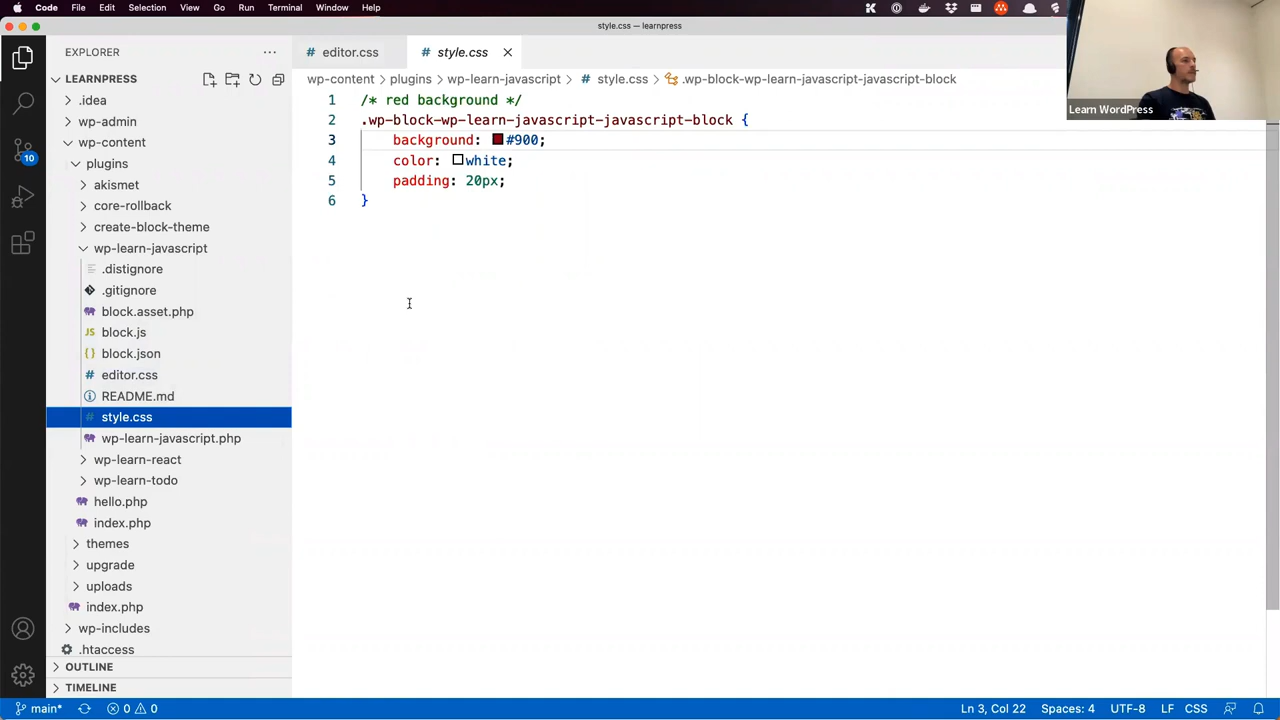 Code File Edit Selection View Go Run Terminal Window Help
style.css — learnpress
EXPLORER
LEARNPRESS
.idea
wp-admin
wp-content
plugins
akismet
core-rollback
create-block-theme
wp-learn-javascript
.distignore
.gitignore
block.asset.php
JS block.js
{} block.json
# editor.css
README.md
# style.css
wp-learn-javascript.php
wp-learn-react
wp-learn-todo
hello.php
index.php
themes
upgrade
uploads
index.php
wp-includes
.htaccess
OUTLINE
TIMELINE
10
# editor.css
# style.css
wp-content > plugins > wp-learn-javascript > # style.css > .wp-block-wp-learn-javascript-javascript-block
1 /* red background */
2 .wp-block-wp-learn-javascript-javascript-block {
3 background: #900;
4 color: white;
5 padding: 20px;
6 }
Learn WordPress
main* 0 0 Ln 3, Col 22 Spaces: 4 UTF-8 LF CSS